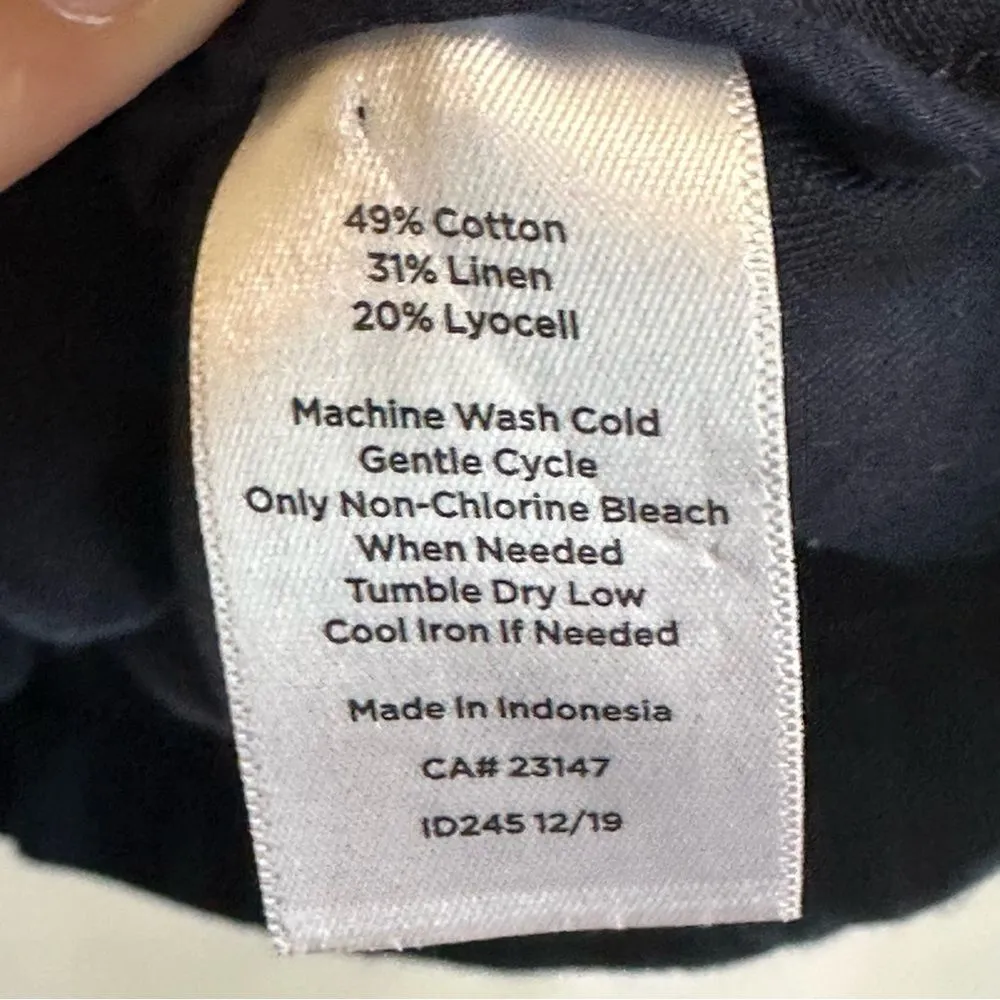 49% Cotton
31% Linen
20% Lyocell
Machine Wash Cold
Gentle Cycle
Only Non-Chlorine Bleach
When Needed
Tumble Dry Low
Cool Iron If Needed
Made In Indonesia
CA# 23147
ID245 12/19